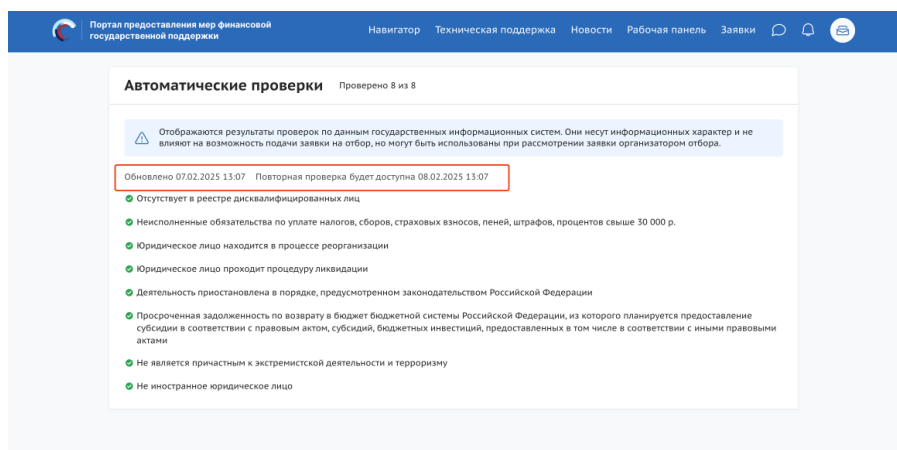 Портал предоставления мер финансовой
государственной поддержки
Навигатор Техническая поддержка Новости Рабочая панель Заявки
Автоматические проверки Проверено 8 из 8
Отображаются результаты проверок по данным государственных информационных систем. Они несут информационных характер и не
влияют на возможность подачи заявки на отбор, но могут быть использованы при рассмотрении заявки организатором отбора.
Обновлено 07.02.2025 13:07 Повторная проверка будет доступна 08.02.2025 13:07
Отсутствует в реестре дисквалифицированных лиц
Неисполненные обязательства по уплате налогов, сборов, страховых взносов, пеней, штрафов, процентов свыше 30 000 р.
Юридическое лицо находится в процессе реорганизации
Юридическое лицо проходит процедуру ликвидации
Деятельность приостановлена в порядке, предусмотренном законодательством Российской Федерации
Просроченная задолженность по возврату в бюджет бюджетной системы Российской Федерации, из которого планируется предоставление
субсидии в соответствии с правовым актом, субсидий, бюджетных инвестиций, предоставленных в том числе в соответствии с иными правовыми
актами
Не является причастным к экстремистской деятельности и терроризму
Не иностранное юридическое лицо